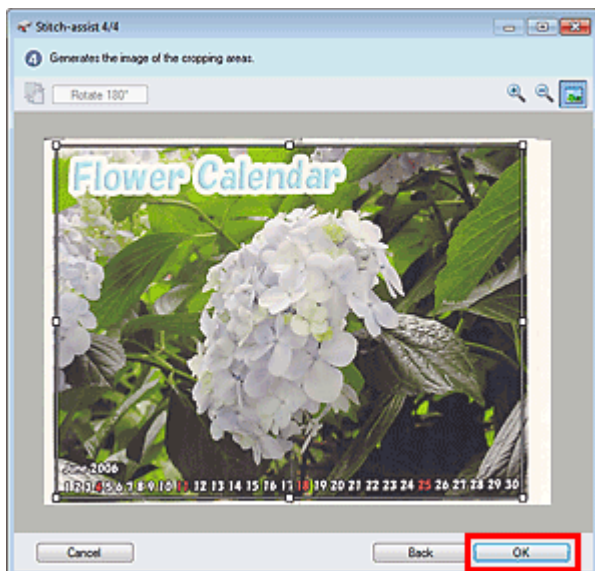 Stitch-assist 4/4
4 Generates the image of the cropping areas.
Rotate 180°
Flower Calendar
June 2006
1 2 3 4 5 6 7 8 9 10 11 12 13 14 15 16 17 18 19 20 21 22 23 24 25 26 27 28 29 30
Cancel
Back
OK